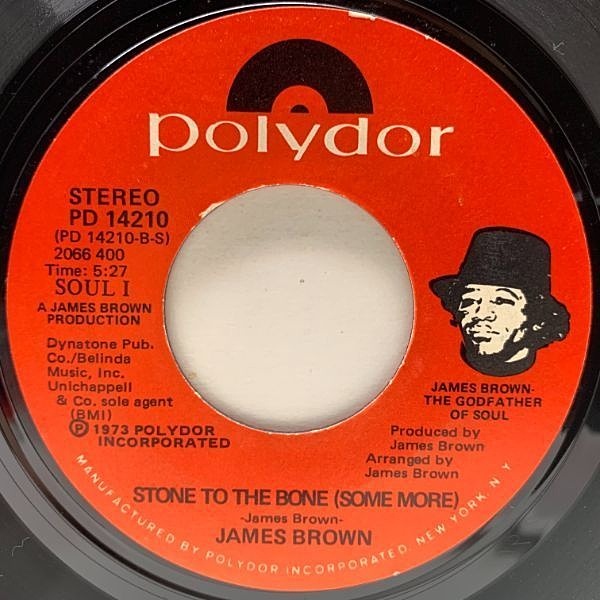 polydor
STEREO
PD 14210
(PD 14210-B-S)
2066 400
Time: 5:27
SOUL I
A JAMES BROWN
PRODUCTION
Dynatone Pub.
Co./Belinda
Music, Inc.
Unichappell
& Co. sole agent
(BMI)
Ⓟ 1973 POLYDOR
INCORPORATED
JAMES BROWN-
THE GODFATHER
OF SOUL
Produced by
James Brown
Arranged by
James Brown
STONE TO THE BONE (SOME MORE)
-James Brown-
JAMES BROWN
MANUFACTURED BY POLYDOR INCORPORATED, NEW YORK, N.Y.